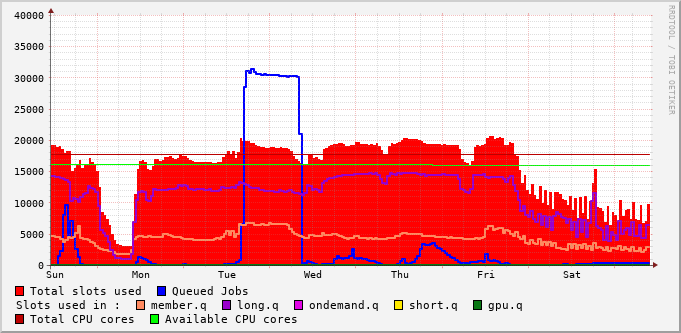 40000
35000
30000
25000
20000
15000
10000
5000
0
Sun Mon Tue Wed Thu Fri Sat
RRDTOOL / TOBI OETIKER
Total slots used Queued Jobs
Slots used in : member.q long.q ondemand.q short.q gpu.q
Total CPU cores Available CPU cores